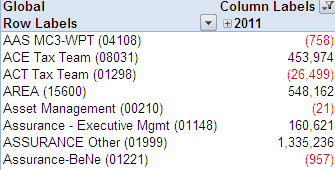 Global Column Labels
Row Labels 2011
AAS MC3-WPT (04108) (758)
ACE Tax Team (08031) 453,974
ACT Tax Team (01298) (26,499)
AREA (15600) 548,162
Asset Management (00210) (21)
Assurance - Executive Mgmt (01148) 160,621
ASSURANCE Other (01999) 1,335,236
Assurance-BeNe (01221) (957)